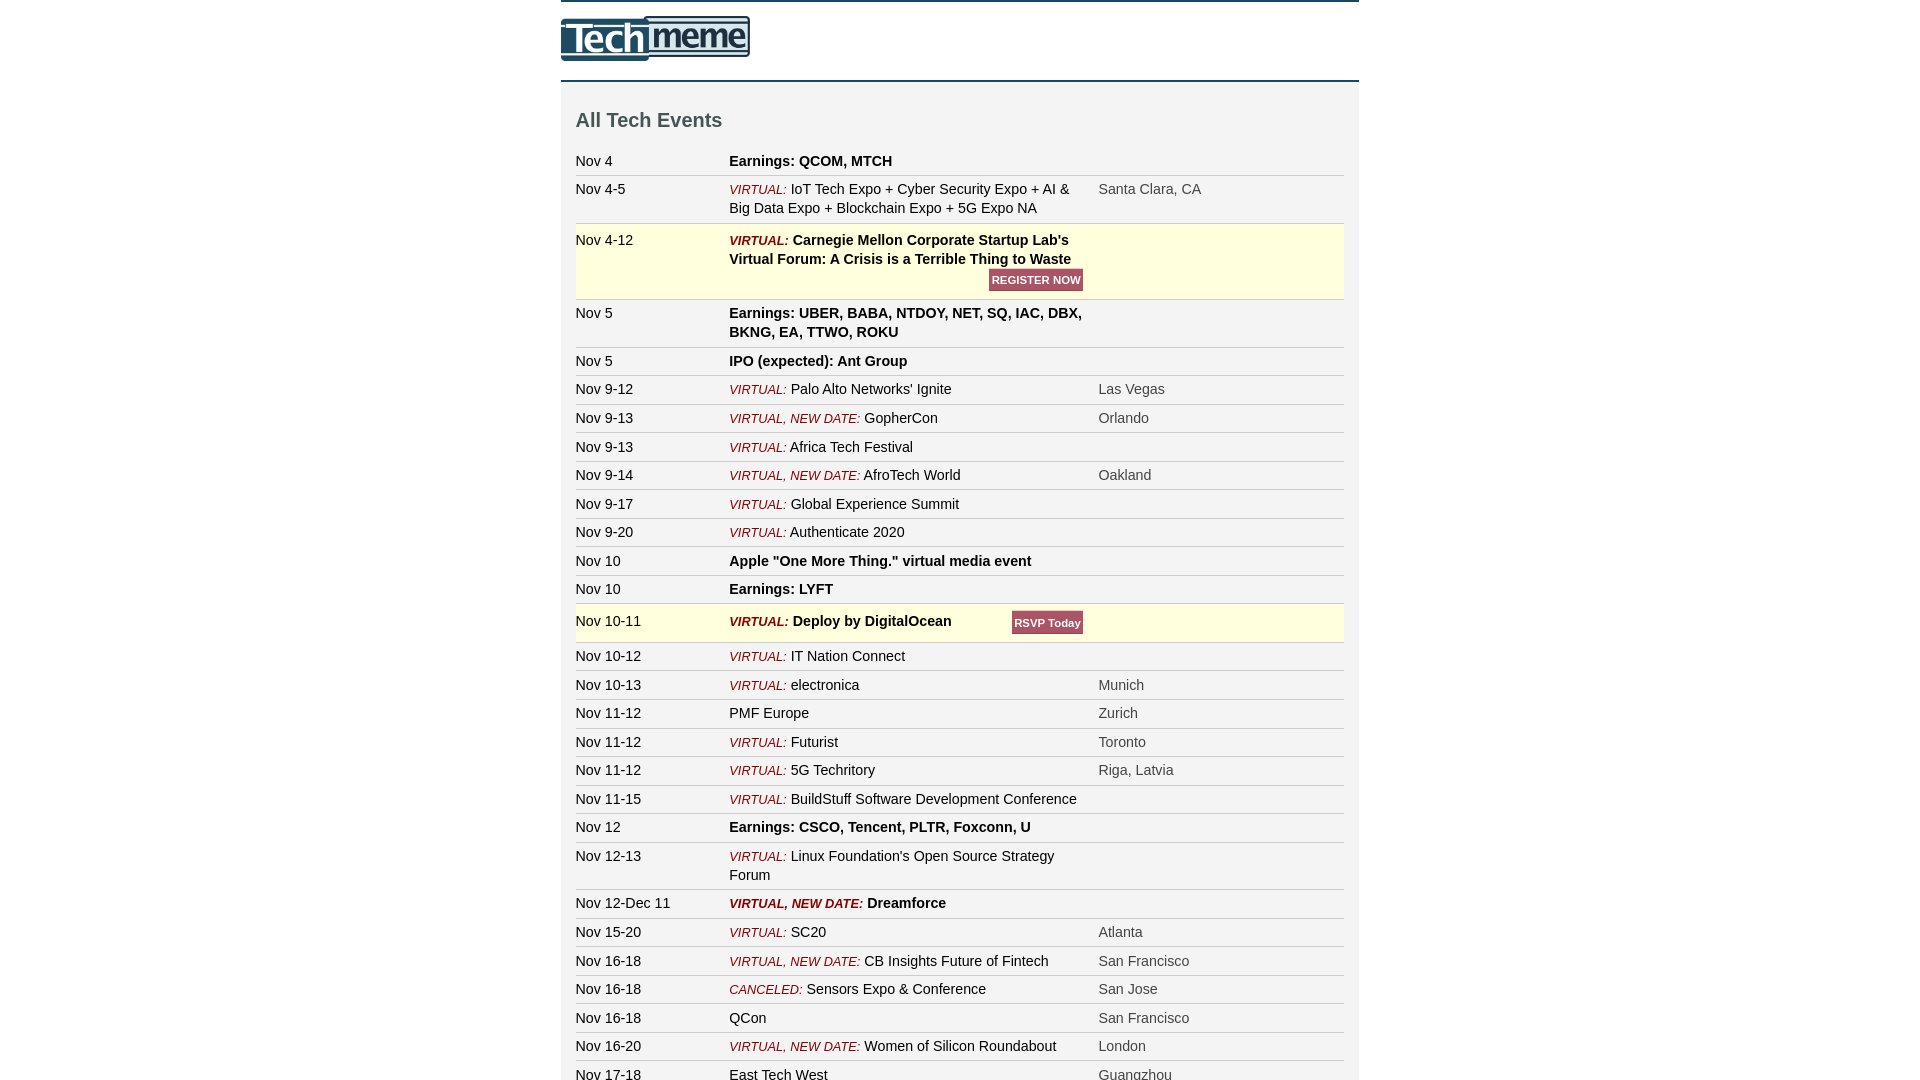 Techmeme
All Tech Events
Nov 4 Earnings: QCOM, MTCH
Nov 4-5 VIRTUAL: IoT Tech Expo + Cyber Security Expo + AI & Santa Clara, CA
Big Data Expo + Blockchain Expo + 5G Expo NA
Nov 4-12 VIRTUAL: Carnegie Mellon Corporate Startup Lab's
Virtual Forum: A Crisis is a Terrible Thing to Waste
REGISTER NOW
Nov 5 Earnings: UBER, BABA, NTDOY, NET, SQ, IAC, DBX,
BKNG, EA, TTWO, ROKU
Nov 5 IPO (expected): Ant Group
Nov 9-12 VIRTUAL: Palo Alto Networks' Ignite Las Vegas
Nov 9-13 VIRTUAL, NEW DATE: GopherCon Orlando
Nov 9-13 VIRTUAL: Africa Tech Festival
Nov 9-14 VIRTUAL, NEW DATE: AfroTech World Oakland
Nov 9-17 VIRTUAL: Global Experience Summit
Nov 9-20 VIRTUAL: Authenticate 2020
Nov 10 Apple "One More Thing." virtual media event
Nov 10 Earnings: LYFT
Nov 10-11 VIRTUAL: Deploy by DigitalOcean RSVP Today
Nov 10-12 VIRTUAL: IT Nation Connect
Nov 10-13 VIRTUAL: electronica Munich
Nov 11-12 PMF Europe Zurich
Nov 11-12 VIRTUAL: Futurist Toronto
Nov 11-12 VIRTUAL: 5G Techritory Riga, Latvia
Nov 11-15 VIRTUAL: BuildStuff Software Development Conference
Nov 12 Earnings: CSCO, Tencent, PLTR, Foxconn, U
Nov 12-13 VIRTUAL: Linux Foundation's Open Source Strategy
Forum
Nov 12-Dec 11 VIRTUAL, NEW DATE: Dreamforce
Nov 15-20 VIRTUAL: SC20 Atlanta
Nov 16-18 VIRTUAL, NEW DATE: CB Insights Future of Fintech San Francisco
Nov 16-18 CANCELED: Sensors Expo & Conference San Jose
Nov 16-18 QCon San Francisco
Nov 16-20 VIRTUAL, NEW DATE: Women of Silicon Roundabout London
Nov 17-18 East Tech West Guangzhou